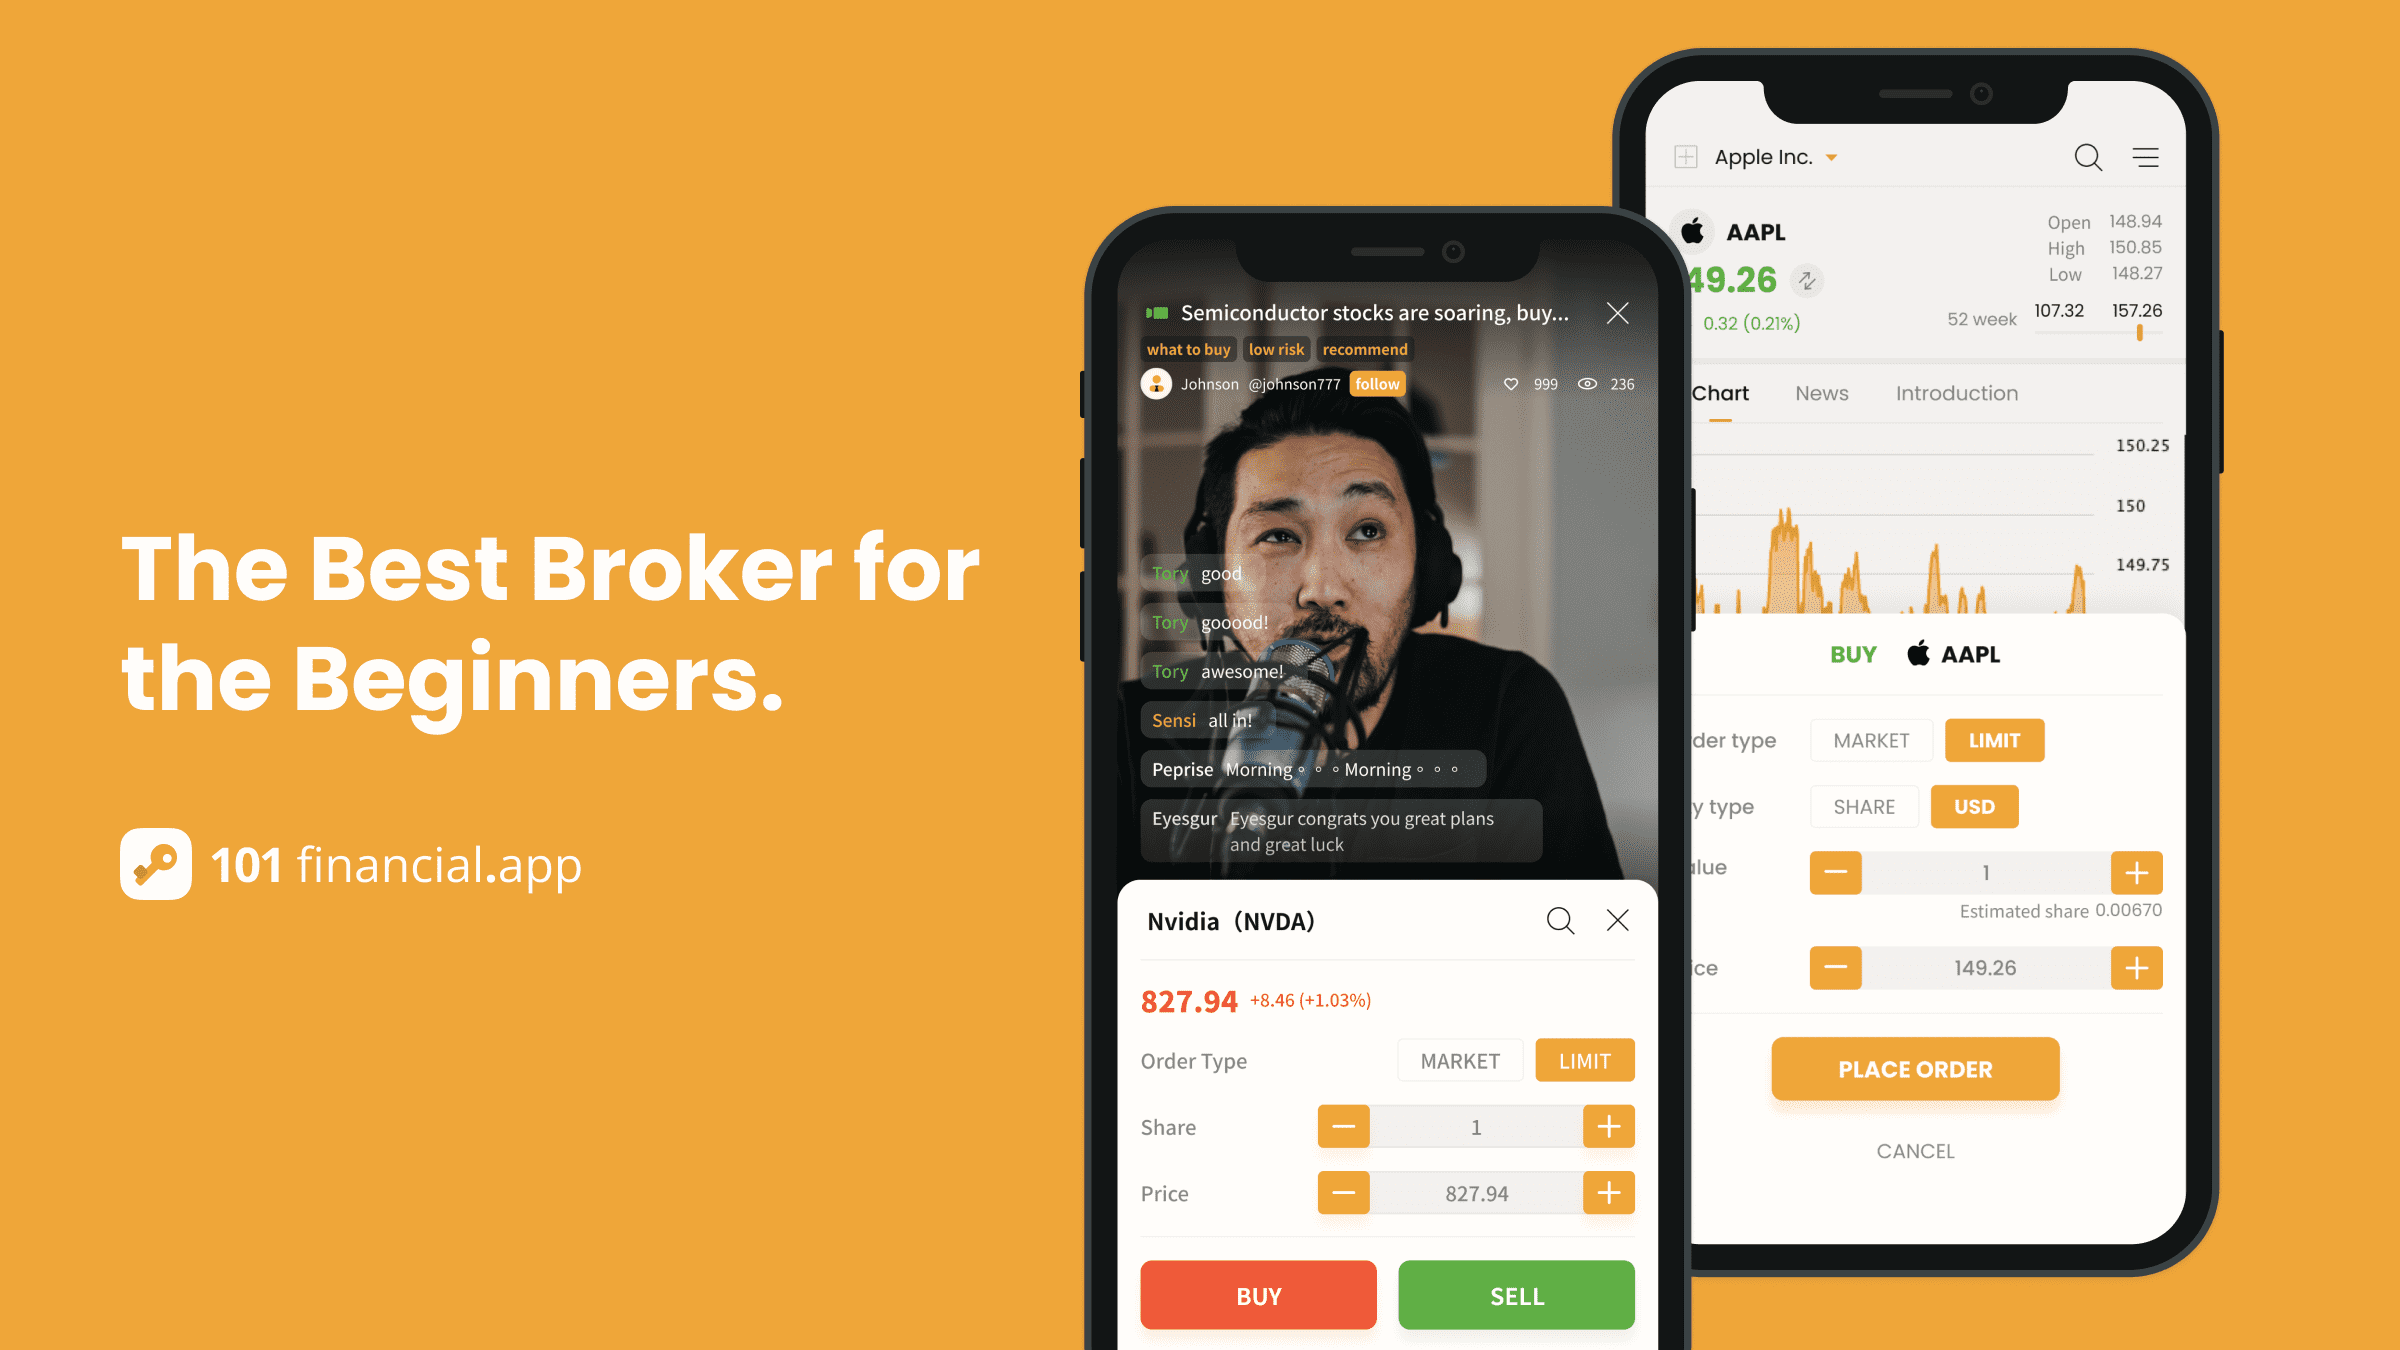 The Best Broker for
the Beginners.
101 financial.app
Semiconductor stocks are soaring, buy...
what to buy low risk recommend
Johnson @johnson777 follow 999 236
Tory good
Tory gooood!
Tory awesome!
Sensi all in!
Peprise Morning。。。Morning。。。
Eyesgur Eyesgur congrats you great plans
and great luck
Nvidia（NVDA）
827.94 +8.46 (+1.03%)
Order Type MARKET LIMIT
Share 1
Price 827.94
BUY SELL
Apple Inc.
AAPL
Open 148.94
High 150.85
Low 148.27
49.26
0.32 (0.21%)
52 week 107.32 157.26
Chart News Introduction
150.25
150
149.75
BUY AAPL
der type MARKET LIMIT
y type SHARE USD
lue 1
Estimated share 0.00670
ice 149.26
PLACE ORDER
CANCEL